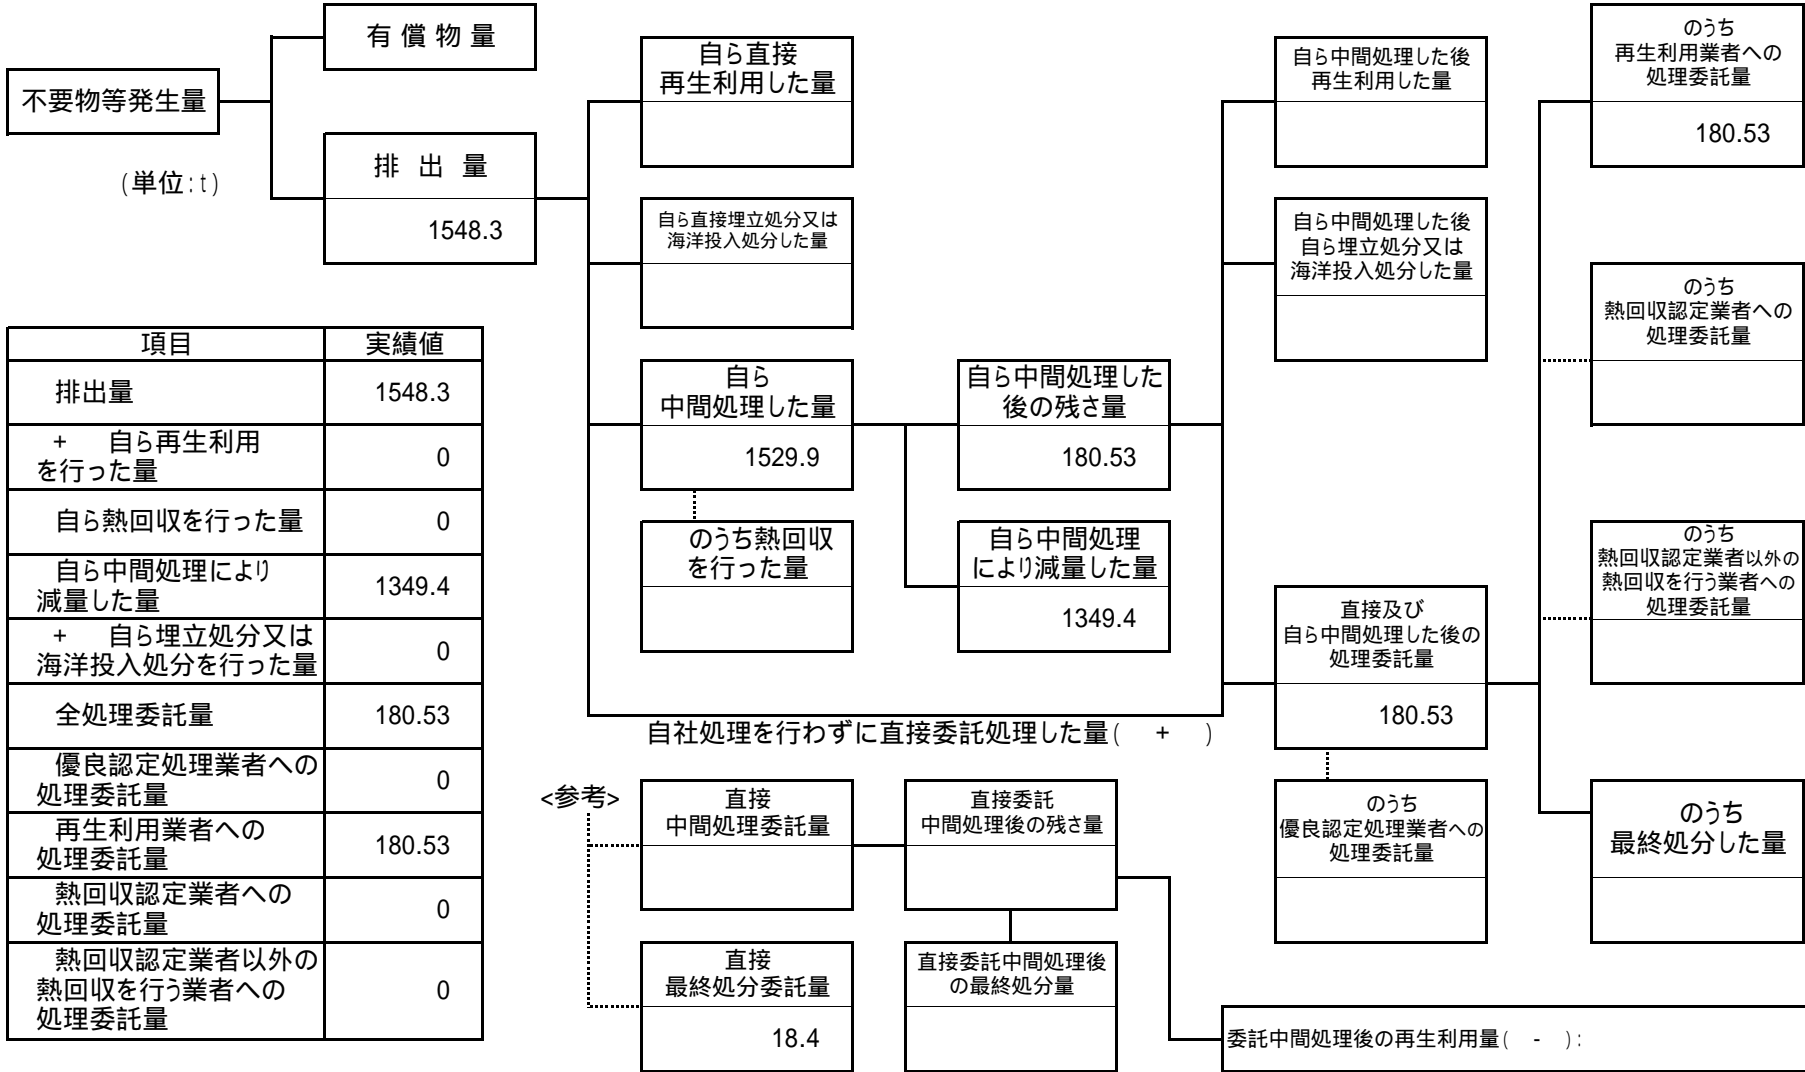 不要物等発生量
(単位:t)
有償物量
排出量
1548.3
自ら直接
再生利用した量
自ら直接埋立処分又は
海洋投入処分した量
自ら
中間処理した量
1529.9
のうち熱回収
を行った量
自ら中間処理した
後の残さ量
180.53
自ら中間処理
により減量した量
1349.4
自ら中間処理した後
再生利用した量
自ら中間処理した後
自ら埋立処分又は
海洋投入処分した量
直接及び
自ら中間処理した後の
処理委託量
180.53
のうち
優良認定処理業者への
処理委託量
のうち
再生利用業者への
処理委託量
180.53
のうち
熱回収認定業者への
処理委託量
のうち
熱回収認定業者以外の
熱回収を行う業者への
処理委託量
のうち
最終処分した量
自社処理を行わずに直接委託処理した量( + )
<参考>
直接
中間処理委託量
直接委託
中間処理後の残さ量
直接
最終処分委託量
18.4
直接委託中間処理後
の最終処分量
委託中間処理後の再生利用量( - ):
項目 実績値
排出量 1548.3
+ 自ら再生利用
を行った量 0
自ら熱回収を行った量 0
自ら中間処理により
減量した量 1349.4
+ 自ら埋立処分又は
海洋投入処分を行った量 0
全処理委託量 180.53
優良認定処理業者への
処理委託量 0
再生利用業者への
処理委託量 180.53
熱回収認定業者への
処理委託量 0
熱回収認定業者以外の
熱回収を行う業者への 0
処理委託量